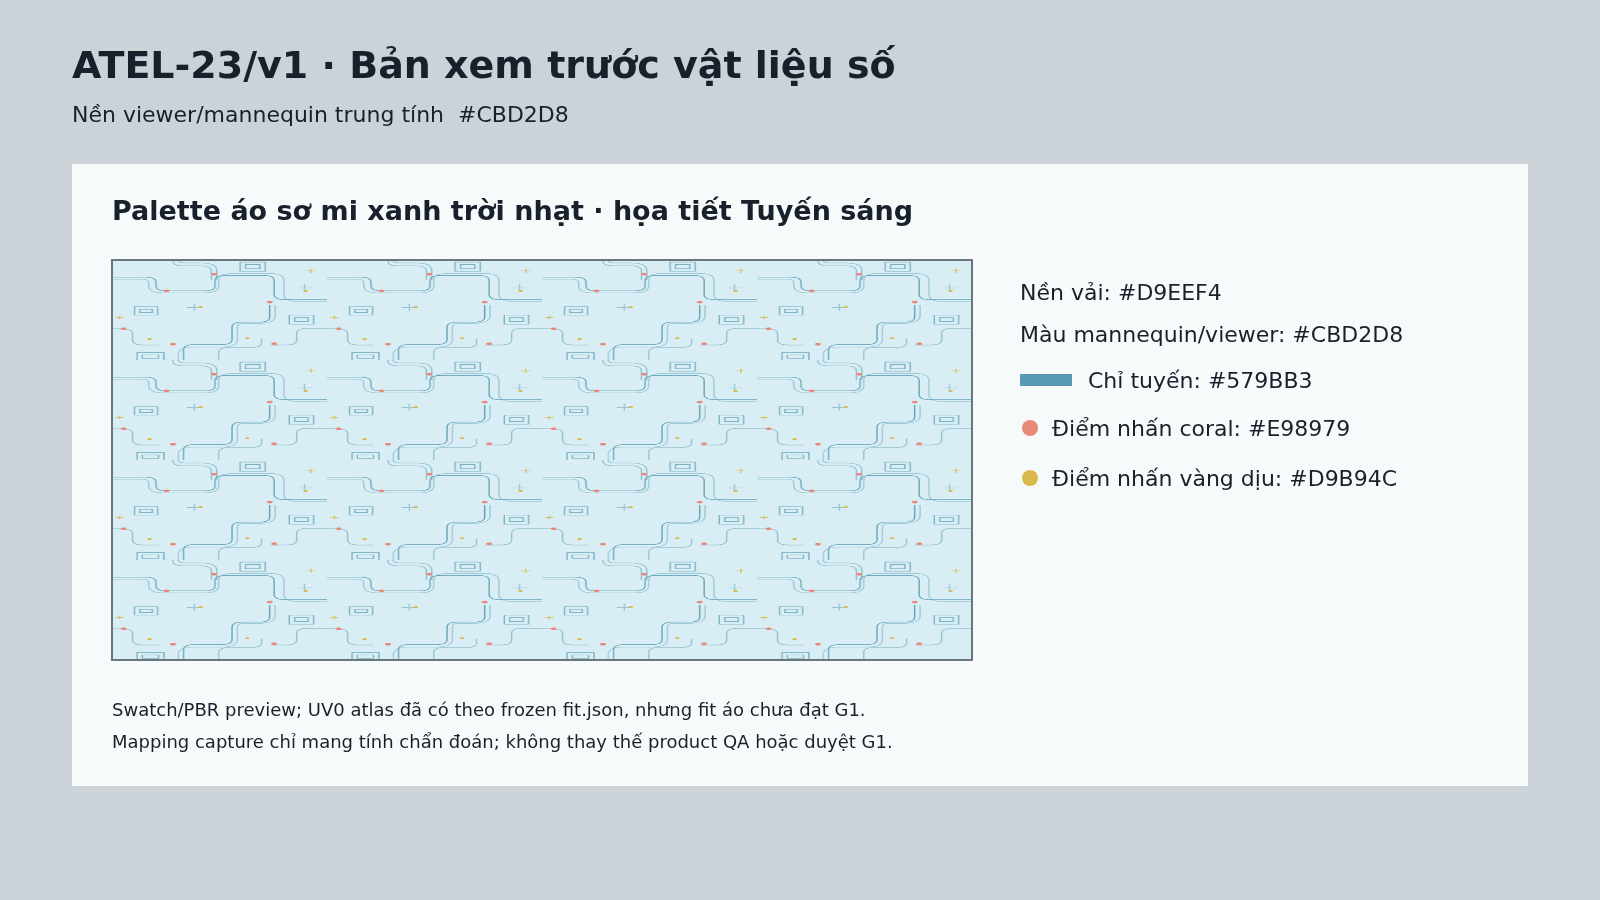 ATEL-23/v1 · Bản xem trước vật liệu số
Nền viewer/mannequin trung tính #CBD2D8
Palette áo sơ mi xanh trời nhạt · họa tiết Tuyến sáng
Nền vải: #D9EEF4
Màu mannequin/viewer: #CBD2D8
Chỉ tuyến: #579BB3
Điểm nhấn coral: #E98979
Điểm nhấn vàng dịu: #D9B94C
Swatch/PBR preview; UV0 atlas đã có theo frozen fit.json, nhưng fit áo chưa đạt G1.
Mapping capture chỉ mang tính chẩn đoán; không thay thế product QA hoặc duyệt G1.